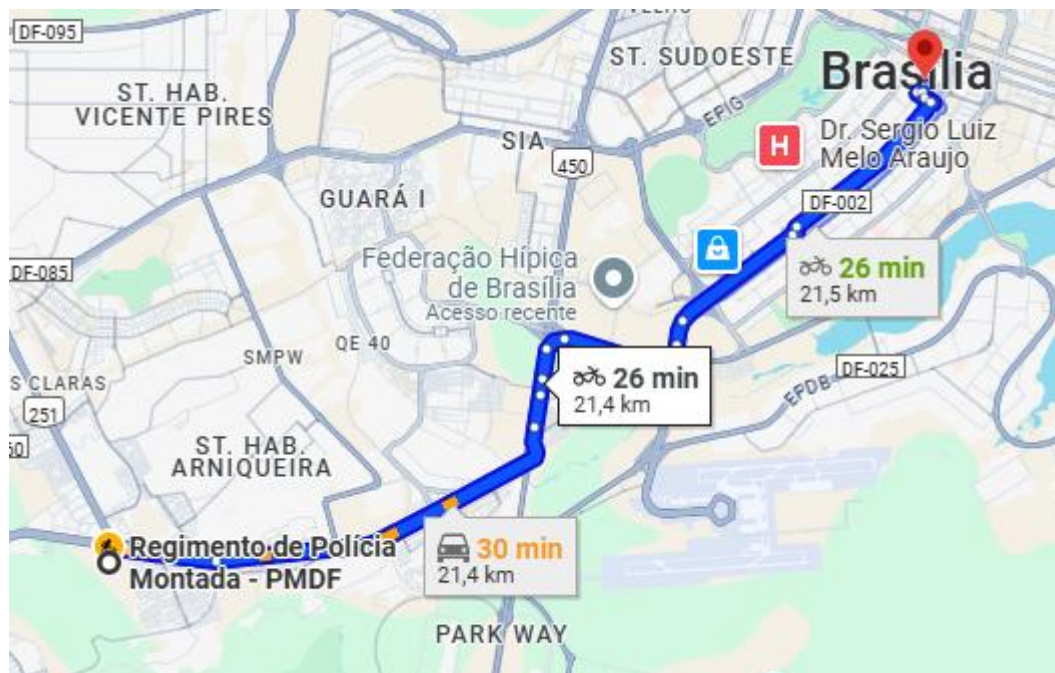 DF-095
ST. SUDOESTE
Brasília
ST. HAB.
VICENTE PIRES
EPIG
SIA
H
Dr. Sergio Luiz
Melo Araujo
450
GUARÁ I
DF-002
Federação Hípica
de Brasília
Acesso recente
26 min
21,5 km
DF-085
QE 40
SMPW
26 min
21,4 km
DF-025
EPDB
S CLARAS
251
ST. HAB.
ARNIQUEIRA
Regimento de Polícia
Montada - PMDF
30 min
21,4 km
PARK WAY